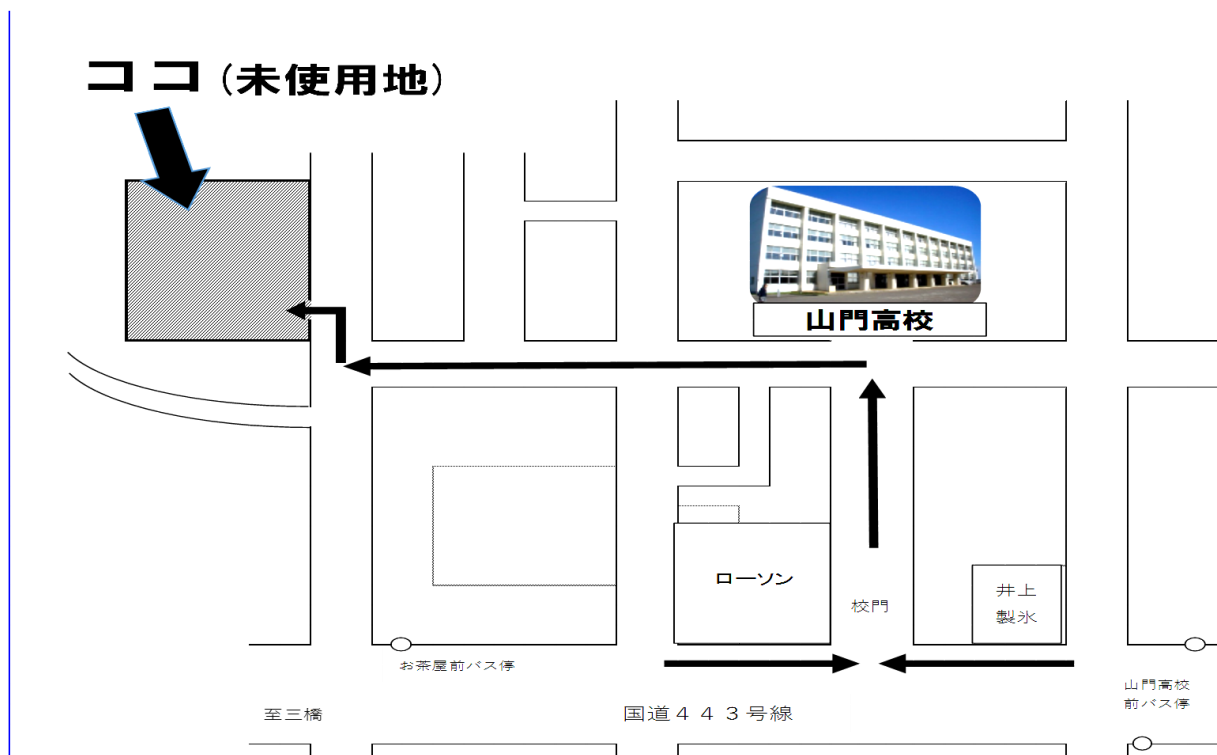 ココ(未使用地)
山門高校
ローソン
校門
井上
製氷
お茶屋前バス停
山門高校
前バス停
至三橋
国道４４３号線